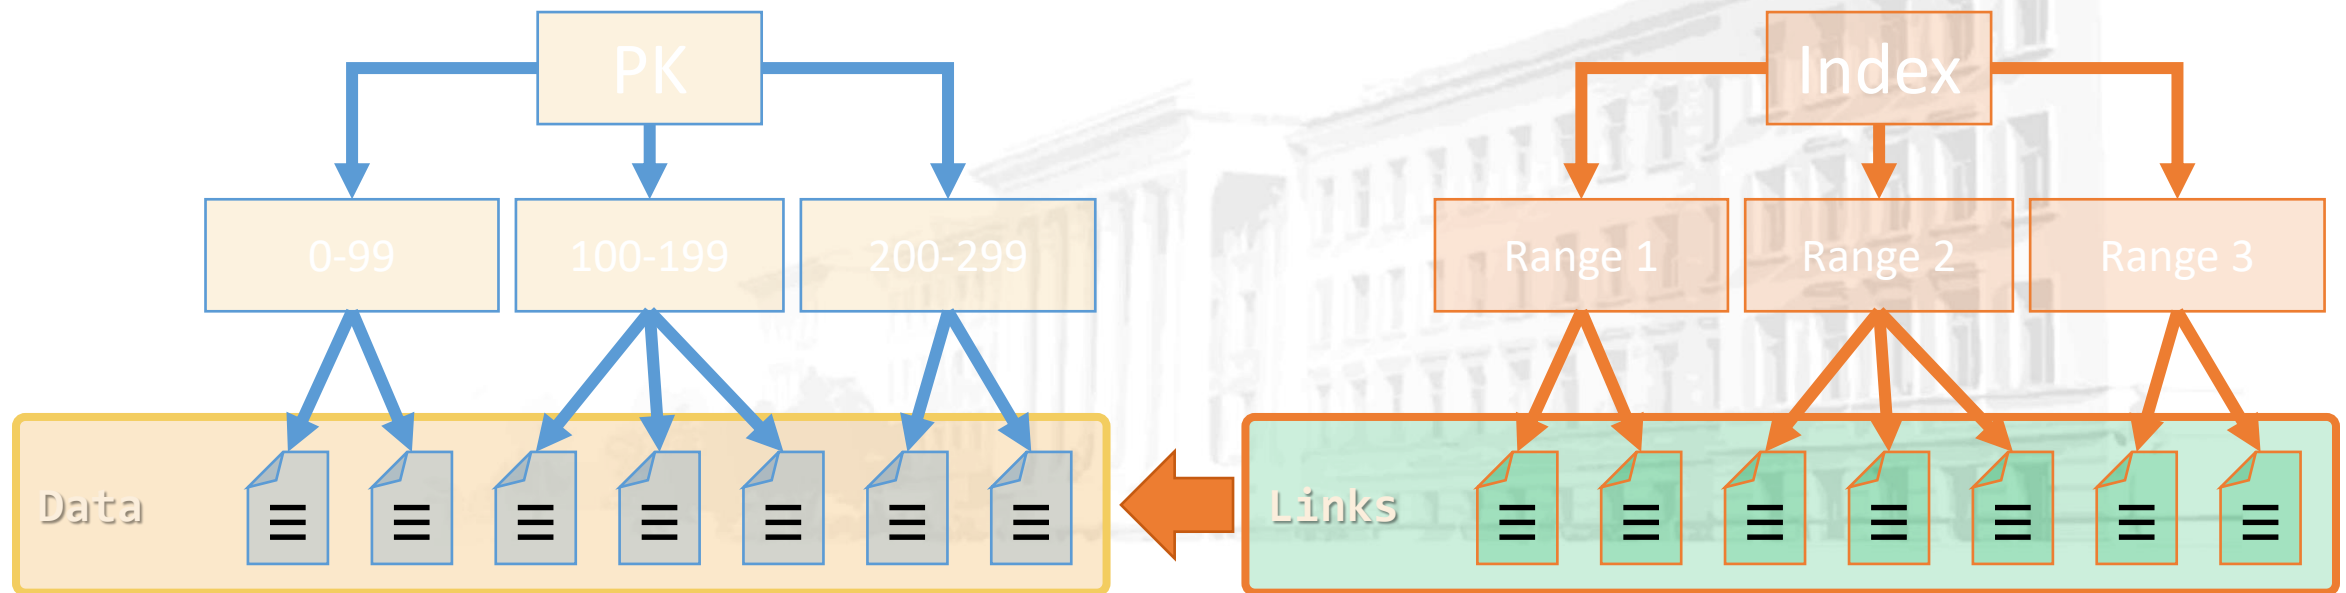 PK
Index
0-99
100-199
200-299
Range 1
Range 2
Range 3
Data
Links